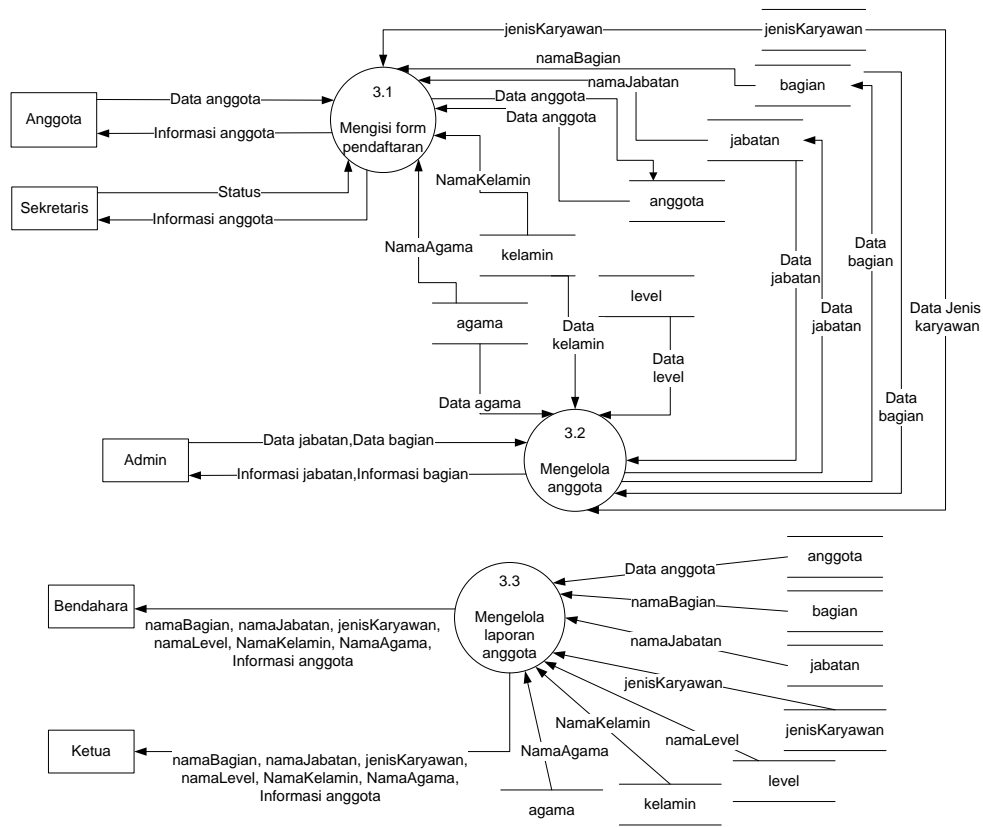 jenisKaryawan
jenisKaryawan
namaBagian
bagian
namaJabatan
3.1
Mengisi form
pendaftaran
Data anggota
Data anggota
Anggota
Data anggota
Informasi anggota
jabatan
NamaKelamin
anggota
Sekretaris
Status
Informasi anggota
NamaAgama
kelamin
Data
jabatan
Data
bagian
level
agama
Data
kelamin
Data
jabatan
Data Jenis
karyawan
Data
level
Data agama
Data
bagian
3.2
Mengelola
anggota
Admin
Data jabatan,Data bagian
Informasi jabatan,Informasi bagian
anggota
Data anggota
3.3
Mengelola
laporan
anggota
Bendahara
namaBagian
bagian
namaBagian, namaJabatan, jenisKaryawan,
namaLevel, NamaKelamin, NamaAgama,
Informasi anggota
namaJabatan
jabatan
jenisKaryawan
jenisKaryawan
NamaKelamin
namaLevel
NamaAgama
Ketua
namaBagian, namaJabatan, jenisKaryawan,
namaLevel, NamaKelamin, NamaAgama,
Informasi anggota
level
kelamin
agama